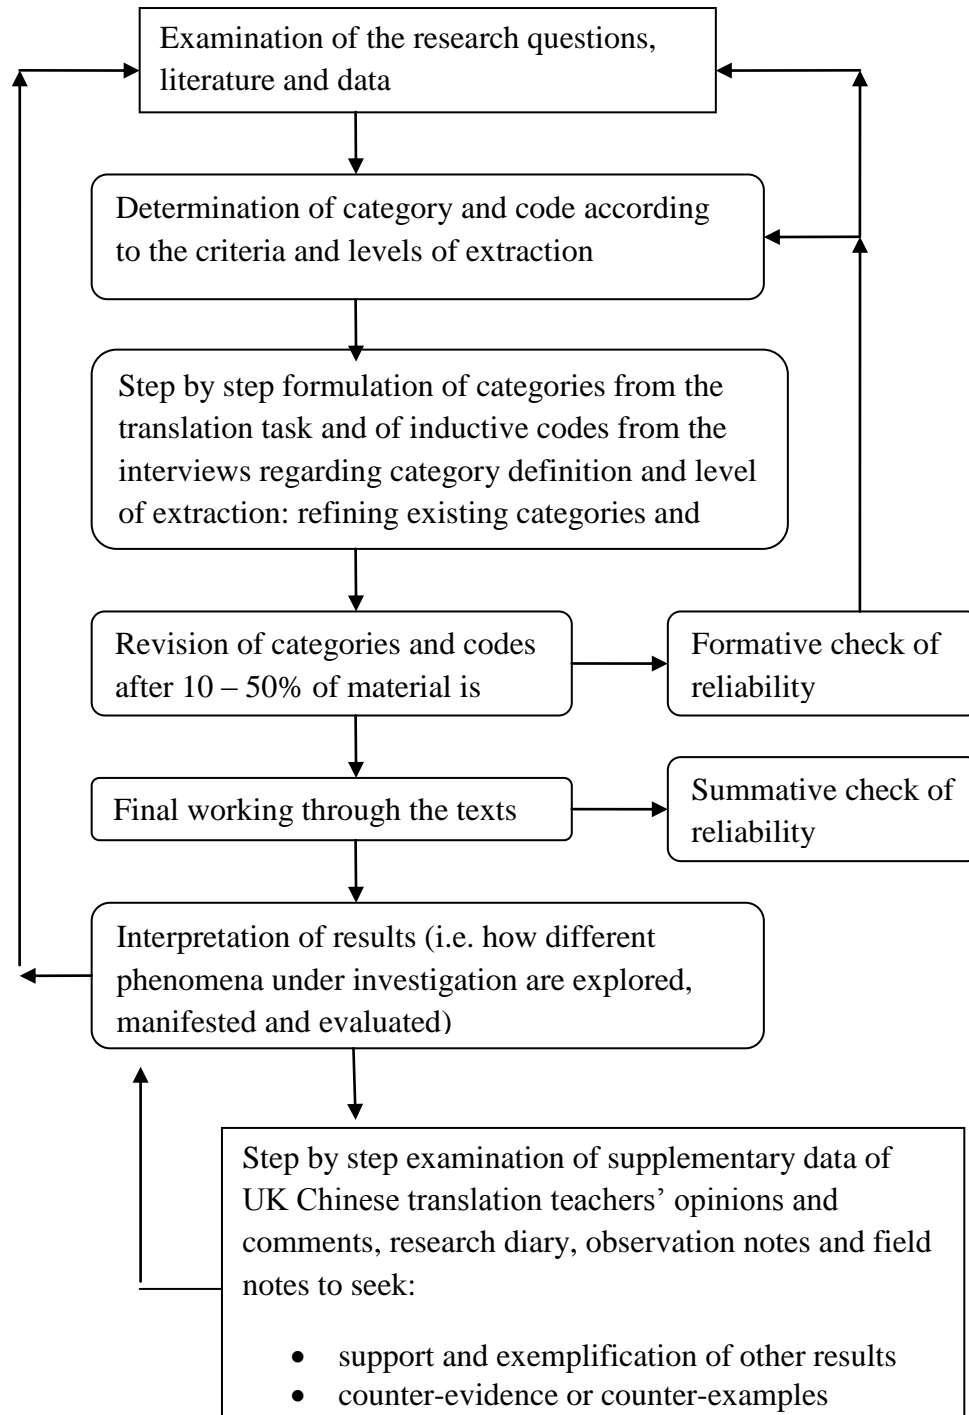 Examination of the research questions,
literature and data
Determination of category and code according
to the criteria and levels of extraction
Step by step formulation of categories from the
translation task and of inductive codes from the
interviews regarding category definition and level
of extraction: refining existing categories and
Revision of categories and codes
after 10 – 50% of material is
Formative check of
reliability
Final working through the texts
Summative check of
reliability
Interpretation of results (i.e. how different
phenomena under investigation are explored,
manifested and evaluated)
Step by step examination of supplementary data of
UK Chinese translation teachers’ opinions and
comments, research diary, observation notes and field
notes to seek:
• support and exemplification of other results
• counter-evidence or counter-examples